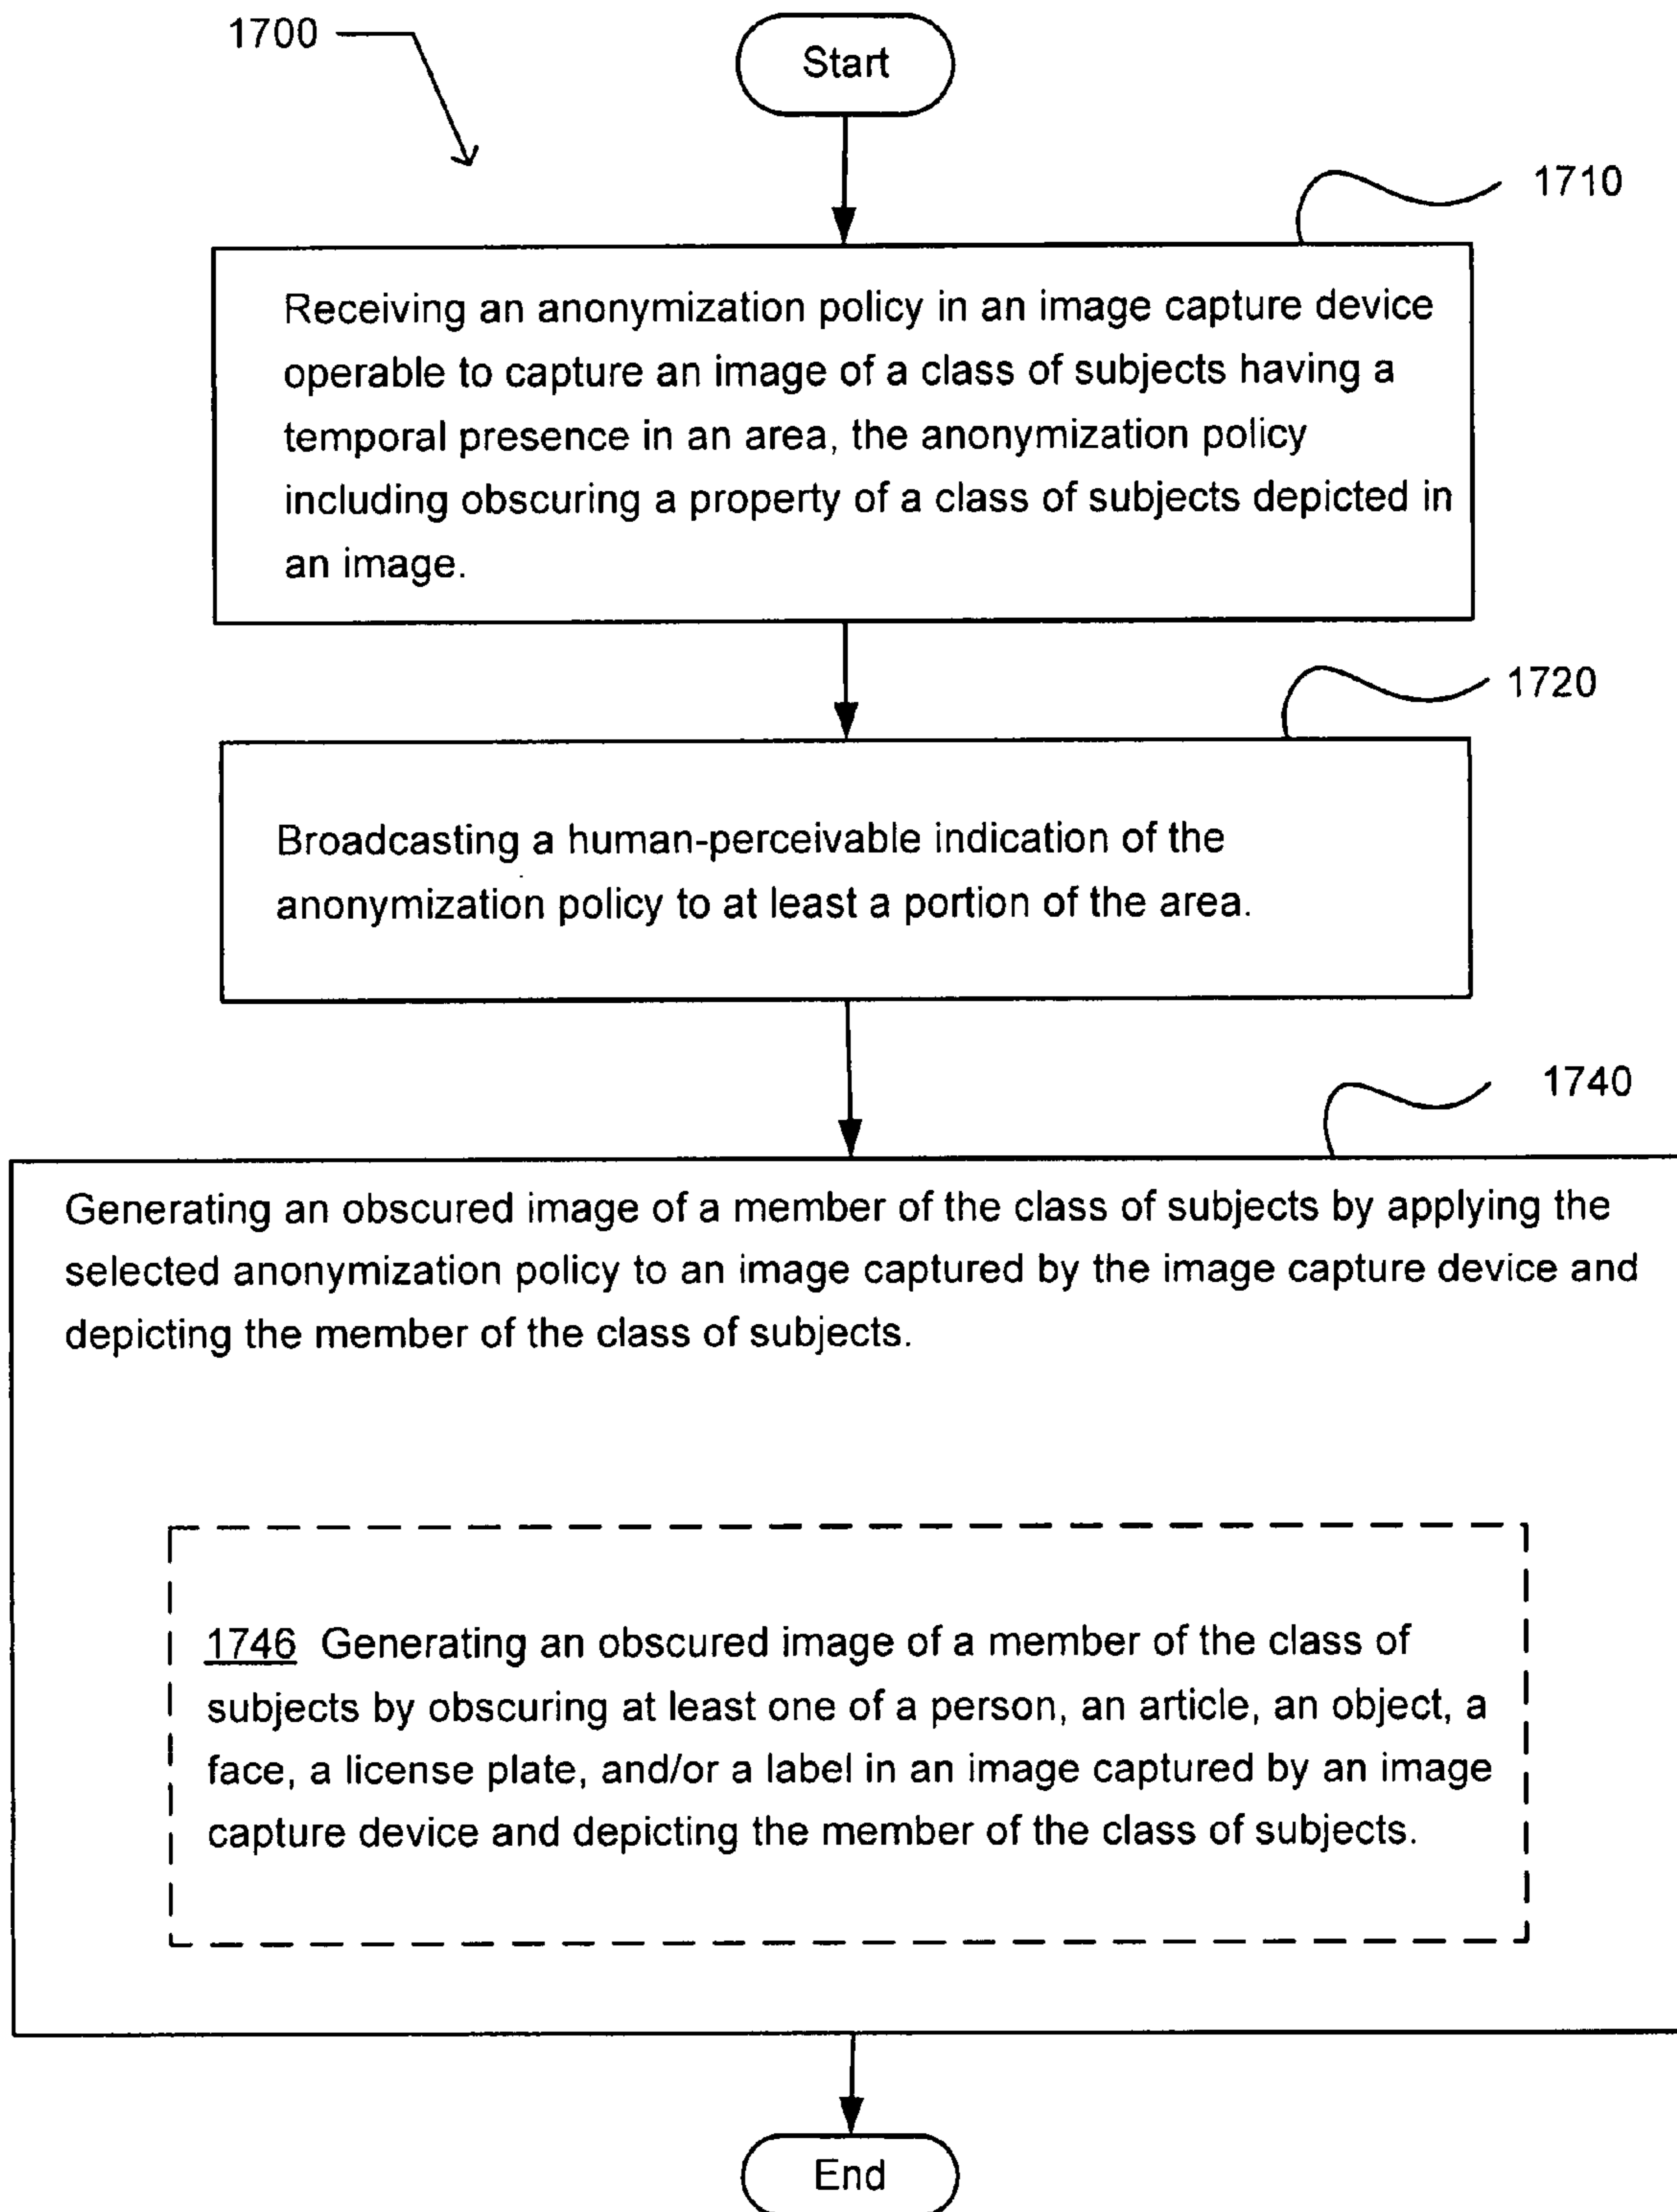 1700
Start
1710
Receiving an anonymization policy in an image capture device
operable to capture an image of a class of subjects having a
temporal presence in an area, the anonymization policy
including obscuring a property of a class of subjects depicted in
an image.
1720
Broadcasting a human-perceivable indication of the
anonymization policy to at least a portion of the area.
1740
Generating an obscured image of a member of the class of subjects by applying the
selected anonymization policy to an image captured by the image capture device and
depicting the member of the class of subjects.
1746 Generating an obscured image of a member of the class of
subjects by obscuring at least one of a person, an article, an object, a
face, a license plate, and/or a label in an image captured by an image
capture device and depicting the member of the class of subjects.
End